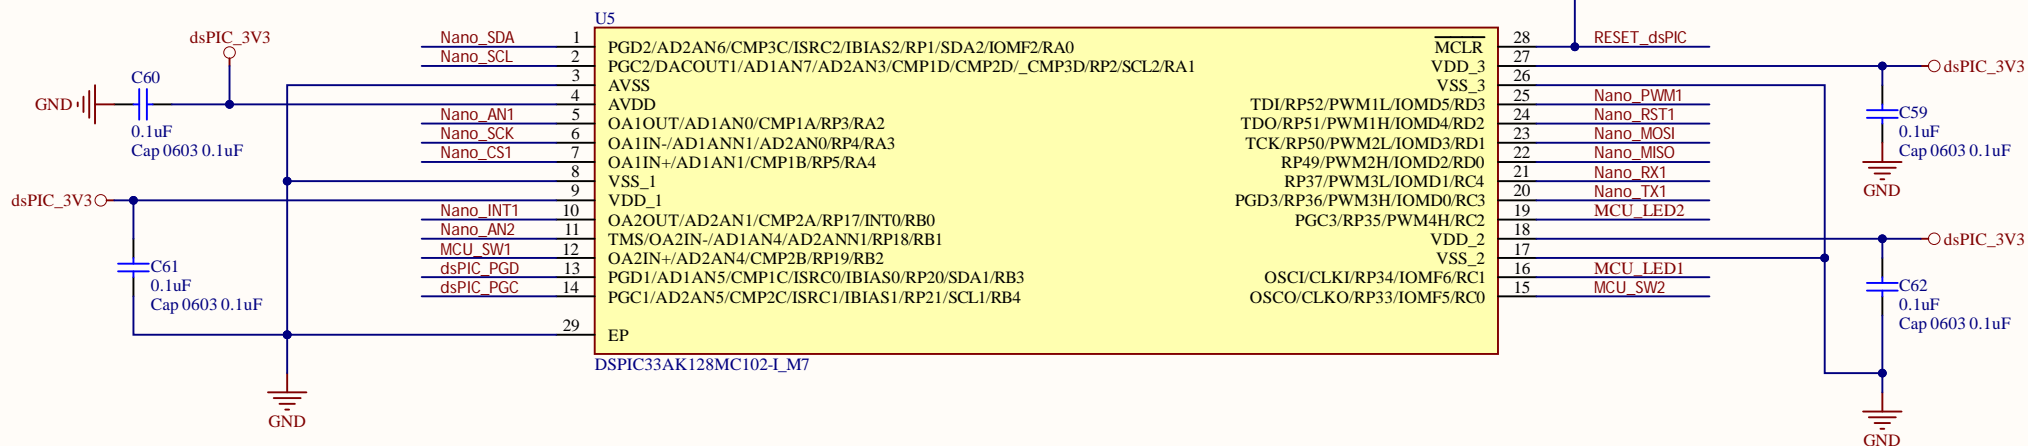 U5
dsPIC_3V3
C60
GND
0.1uF
Cap 0603 0.1uF
dsPIC_3V3
C61
0.1uF
Cap 0603 0.1uF
GND
Nano_SDA 1 PGD2/AD2AN6/CMP3C/ISRC2/IBIAS2/RP1/SDA2/IOMF2/RA0
Nano_SCL 2 PGC2/DACOUT1/AD1AN7/AD2AN3/CMP1D/CMP2D/_CMP3D/RP2/SCL2/RA1
3 AVSS
4 AVDD
Nano_AN1 5 OA1OUT/AD1AN0/CMP1A/RP3/RA2
Nano_SCK 6 OA1IN-/AD1ANN1/AD2AN0/RP4/RA3
Nano_CS1 7 OA1IN+/AD1AN1/CMP1B/RP5/RA4
8 VSS_1
9 VDD_1
Nano_INT1 10 OA2OUT/AD2AN1/CMP2A/RP17/INT0/RB0
Nano_AN2 11 TMS/OA2IN-/AD1AN4/AD2ANN1/RP18/RB1
MCU_SW1 12 OA2IN+/AD2AN4/CMP2B/RP19/RB2
dsPIC_PGD 13 PGD1/AD1AN5/CMP1C/ISRC0/IBIAS0/RP20/SDA1/RB3
dsPIC_PGC 14 PGC1/AD2AN5/CMP2C/ISRC1/IBIAS1/RP21/SCL1/RB4
29 EP
DSPIC33AK128MC102-I_M7
MCLR 28 RESET_dsPIC
VDD_3 27 dsPIC_3V3
VSS_3 26
TDI/RP52/PWM1L/IOMD5/RD3 25 Nano_PWM1
TDO/RP51/PWM1H/IOMD4/RD2 24 Nano_RST1
TCK/RP50/PWM2L/IOMD3/RD1 23 Nano_MOSI
RP49/PWM2H/IOMD2/RD0 22 Nano_MISO
RP37/PWM3L/IOMD1/RC4 21 Nano_RX1
PGD3/RP36/PWM3H/IOMD0/RC3 20 Nano_TX1
PGC3/RP35/PWM4H/RC2 19 MCU_LED2
VDD_2 18 dsPIC_3V3
VSS_2 17
OSCI/CLKI/RP34/IOMF6/RC1 16 MCU_LED1
OSCO/CLKO/RP33/IOMF5/RC0 15 MCU_SW2
C59
0.1uF
Cap 0603 0.1uF
GND
C62
0.1uF
Cap 0603 0.1uF
GND